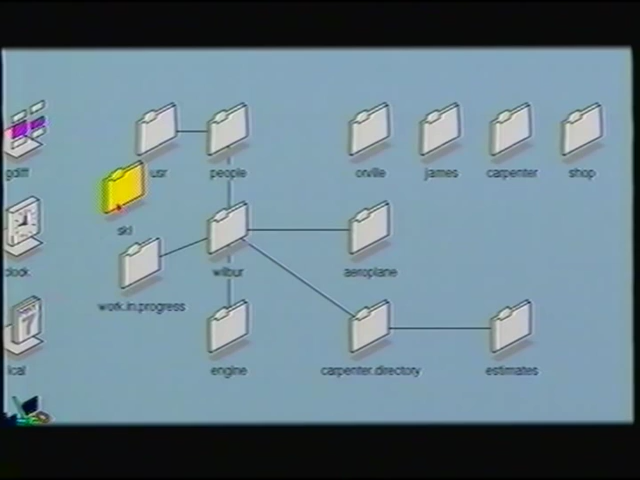 gdiff
usr
people
orville
james
carpenter
shop
ski
clock
wilbur
aeroplane
work.in.progress
ical
engine
carpenter.directory
estimates
7